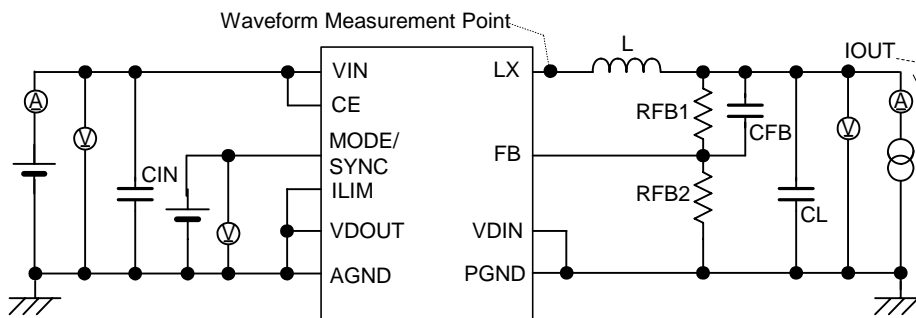 Waveform Measurement Point
L
IOUT
VIN
LX
A
A
CE
RFB1
CFB
V
V
MODE/
SYNC
FB
CIN
ILIM
RFB2
CL
V
VDOUT
VDIN
AGND
PGND